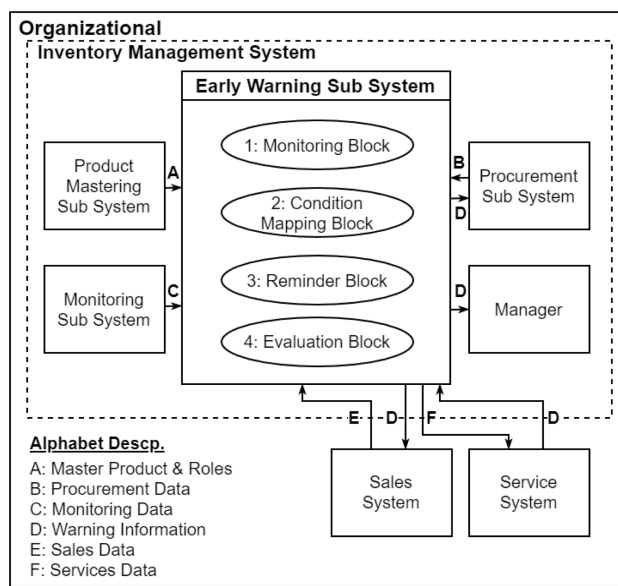 Organizational
Inventory Management System
Early Warning Sub System
1: Monitoring Block
2: Condition
Mapping Block
3: Reminder Block
4: Evaluation Block
Product
Mastering
Sub System
A
Monitoring
Sub System
C
B
D
Procurement
Sub System
D
Manager
E
D
F
D
Sales
System
Service
System
Alphabet Descp.
A: Master Product & Roles
B: Procurement Data
C: Monitoring Data
D: Warning Information
E: Sales Data
F: Services Data